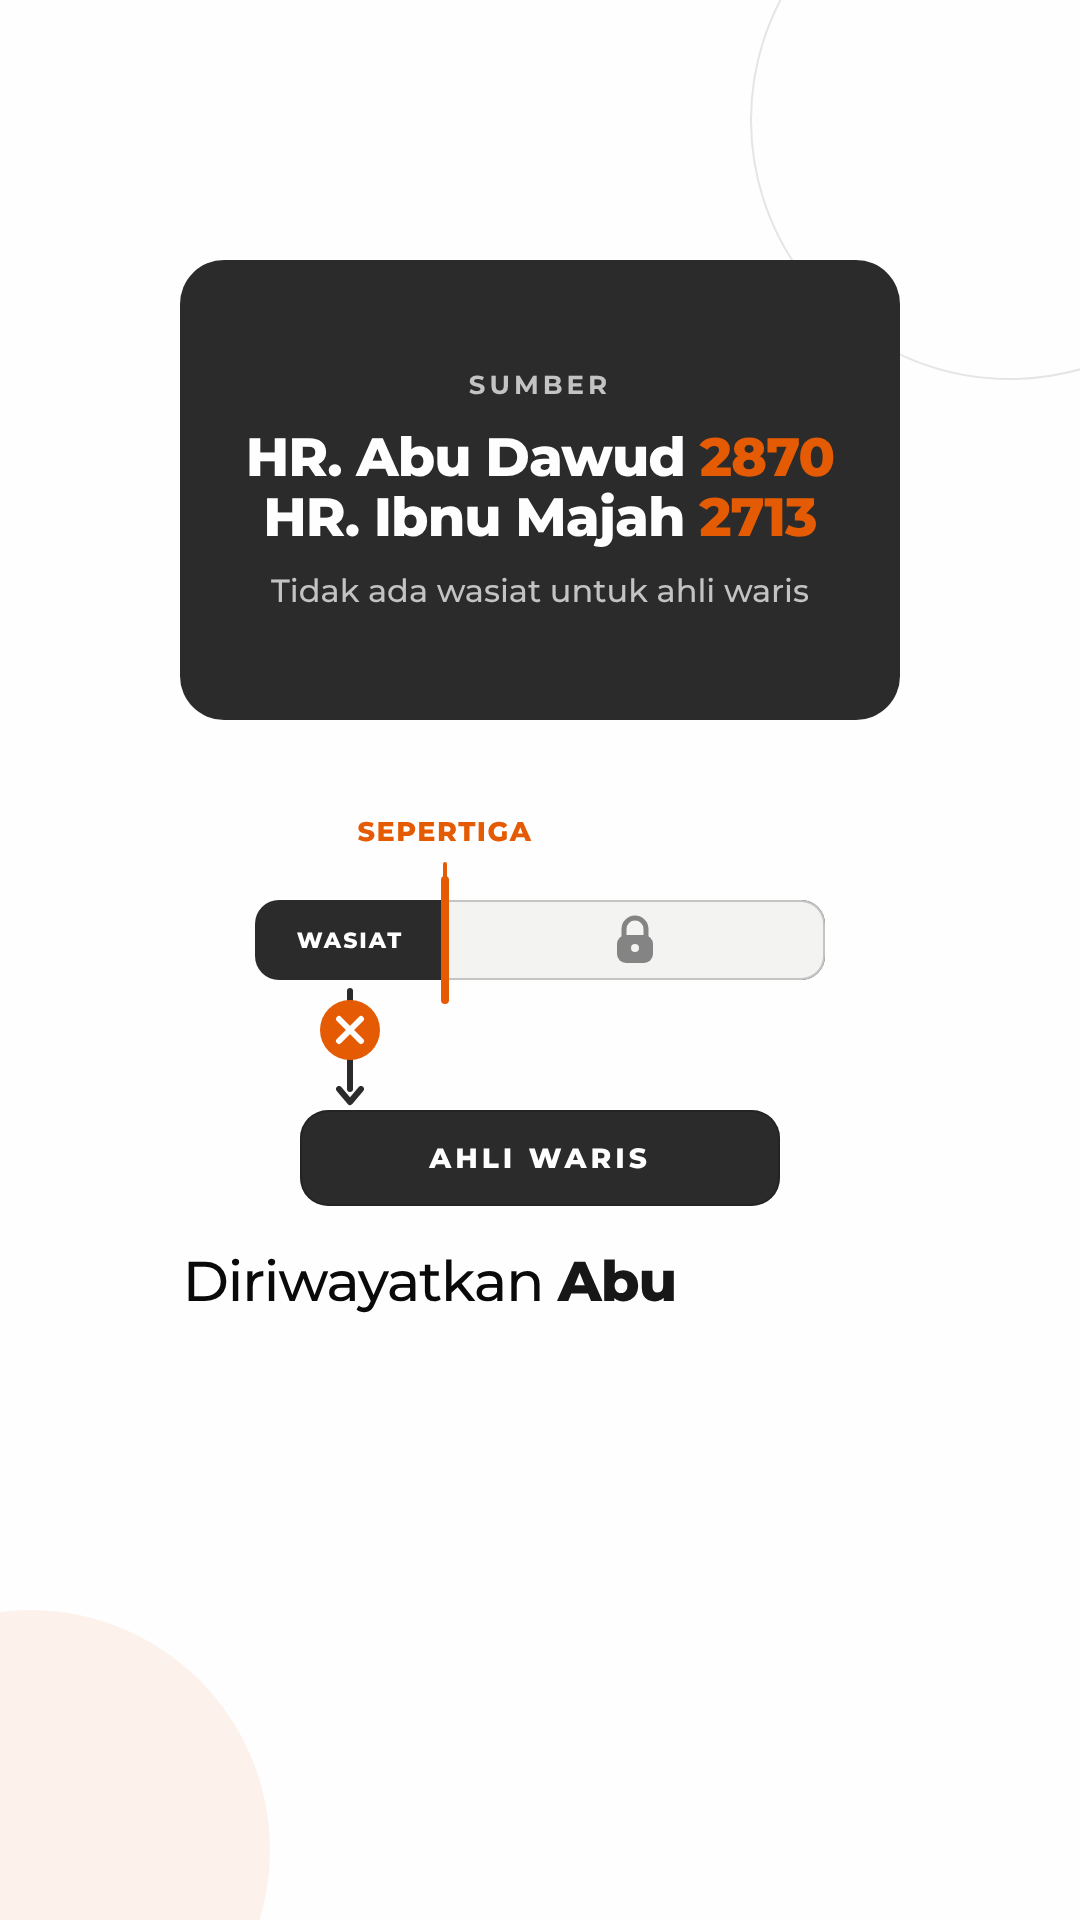 SUMBER
HR. Abu Dawud 2870
HR. Ibnu Majah 2713
Tidak ada wasiat untuk ahli waris
SEPERTIGA
WASIAT
AHLI WARIS
Diriwayatkan Abu